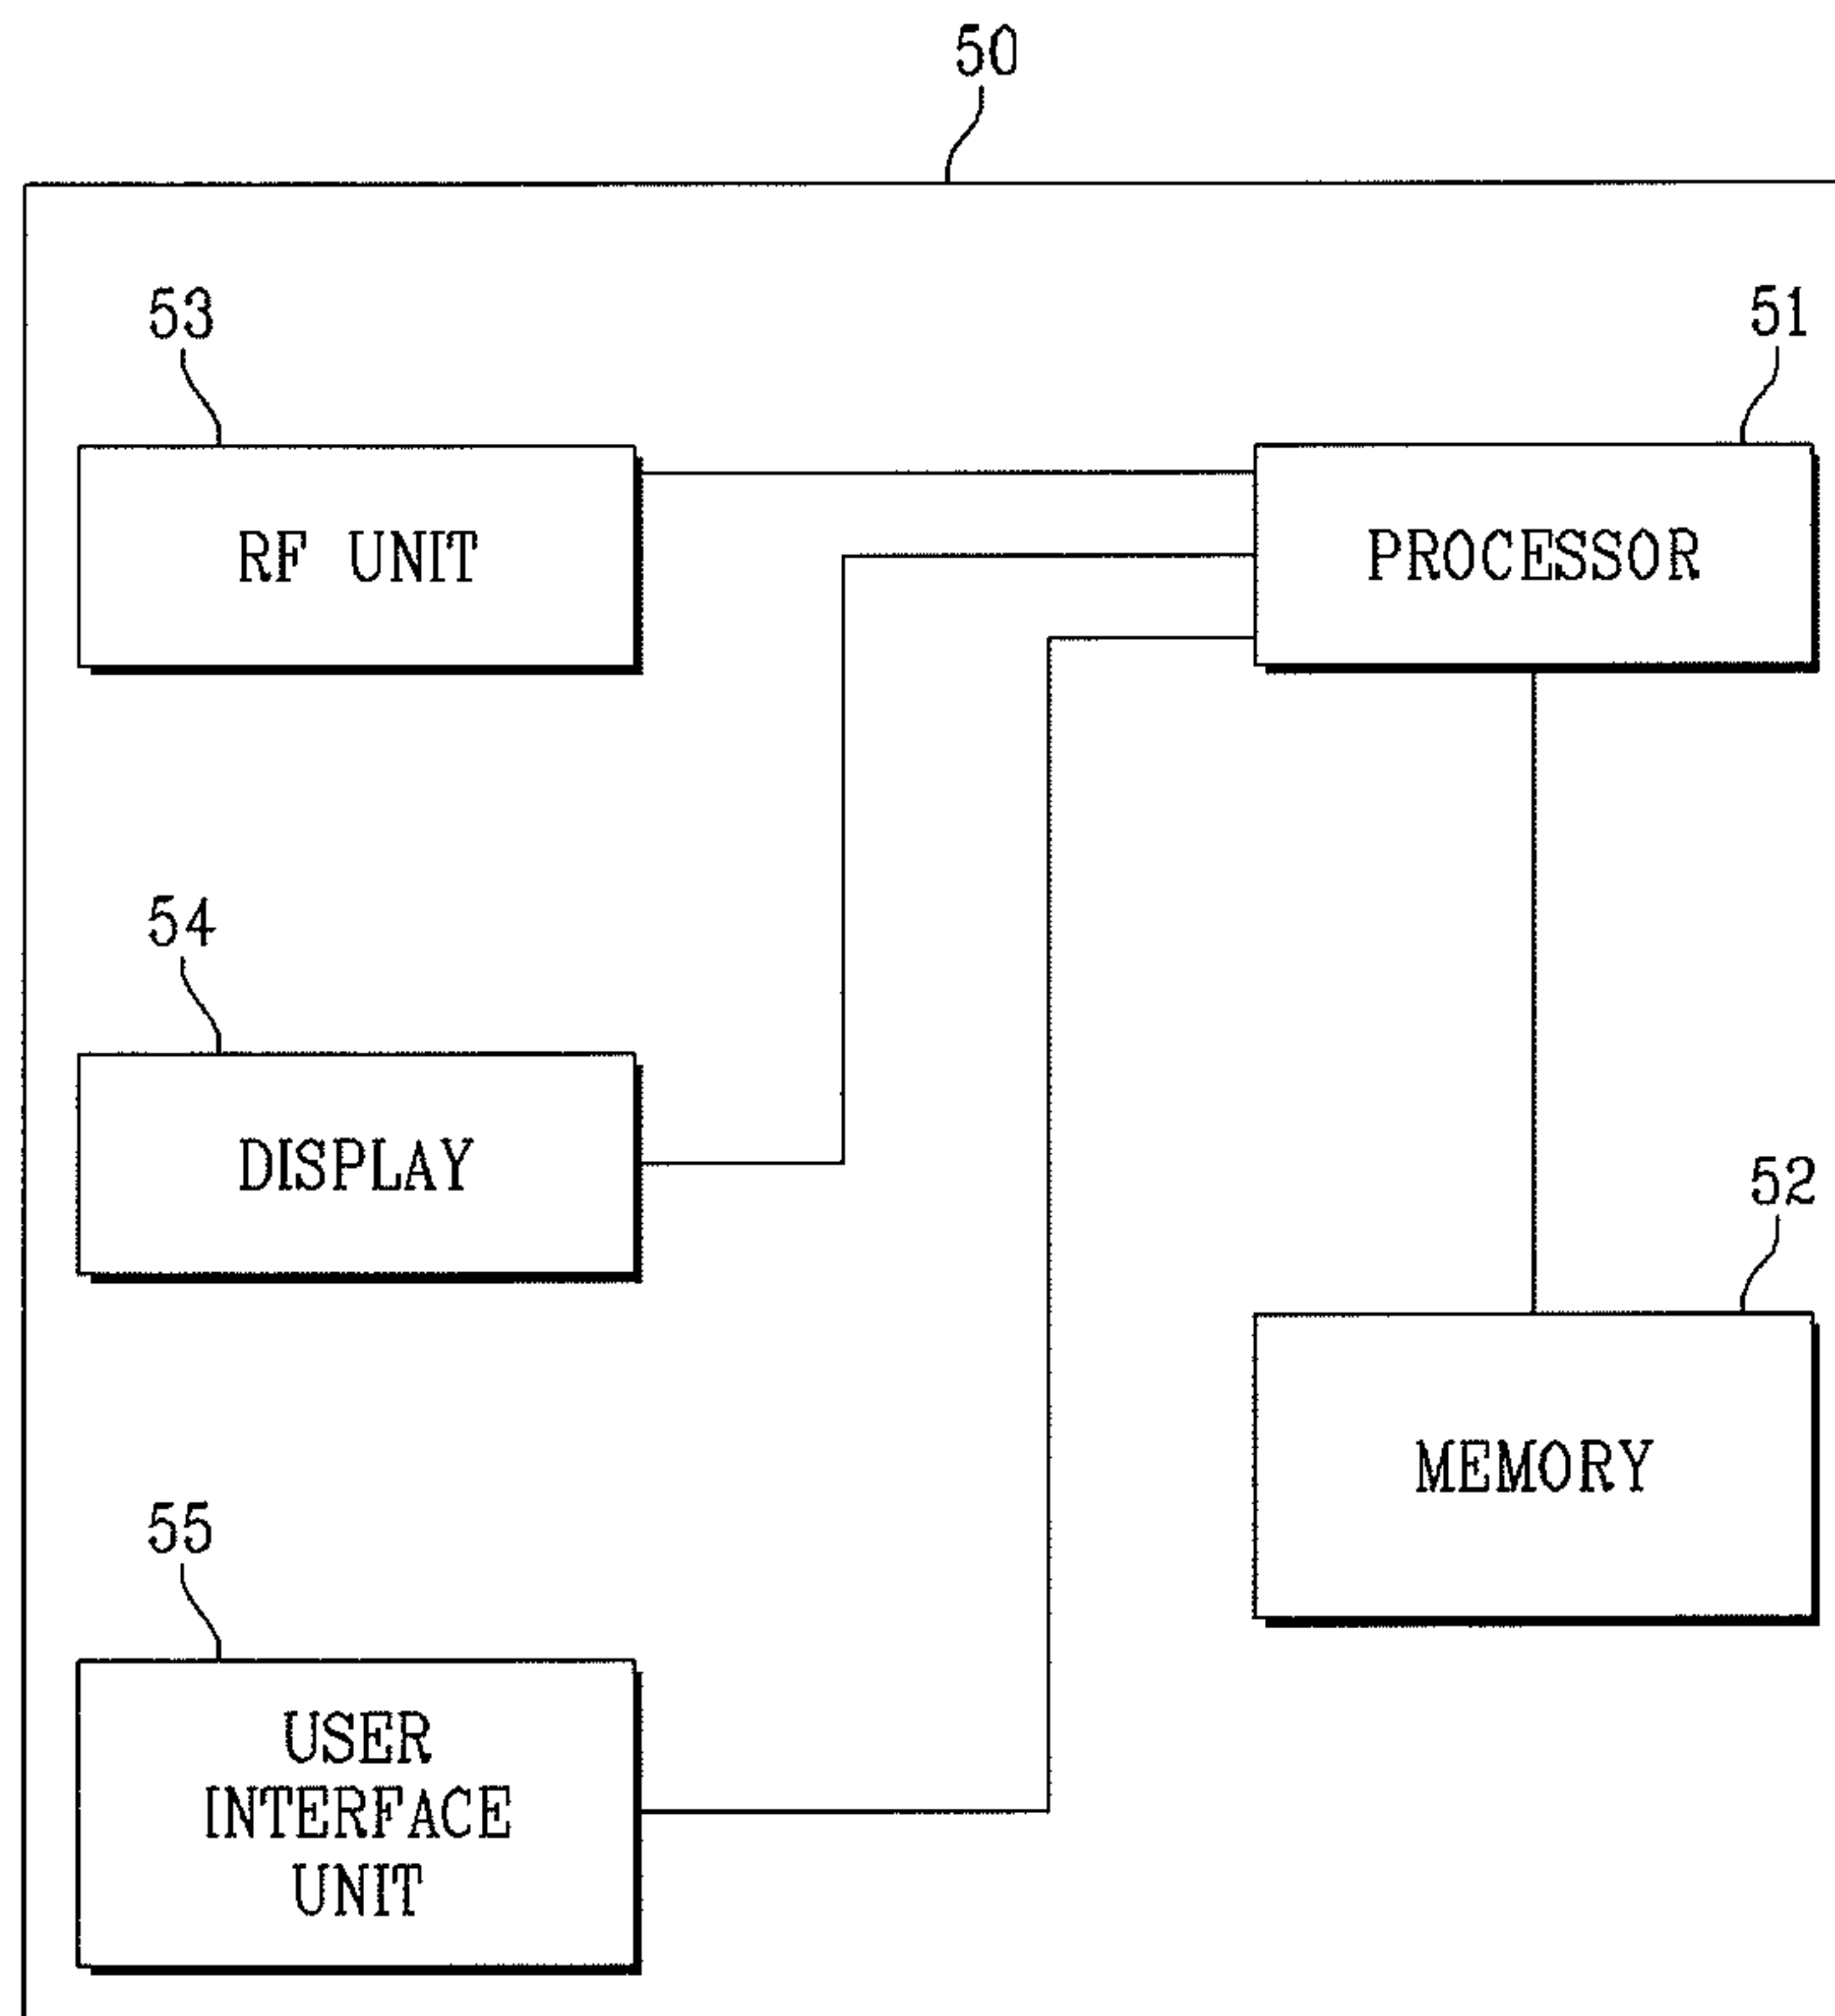 50
53
51
RF UNIT
PROCESSOR
54
DISPLAY
52
MEMORY
55
USER
INTERFACE
UNIT